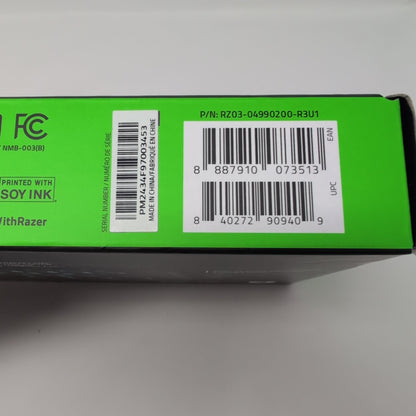 P/N: RZ03-04990200-R3U1
FC
NMB-003(B)
PRINTED WITH
SOY INK
WithRazer
SERIAL NUMBER / NUMÉRO DE SÉRIE
PM2434F97003453
MADE IN CHINA/FABRIQUÉ EN CHINE
8 887910 073513
EAN
8 40272 90940 9
UPC